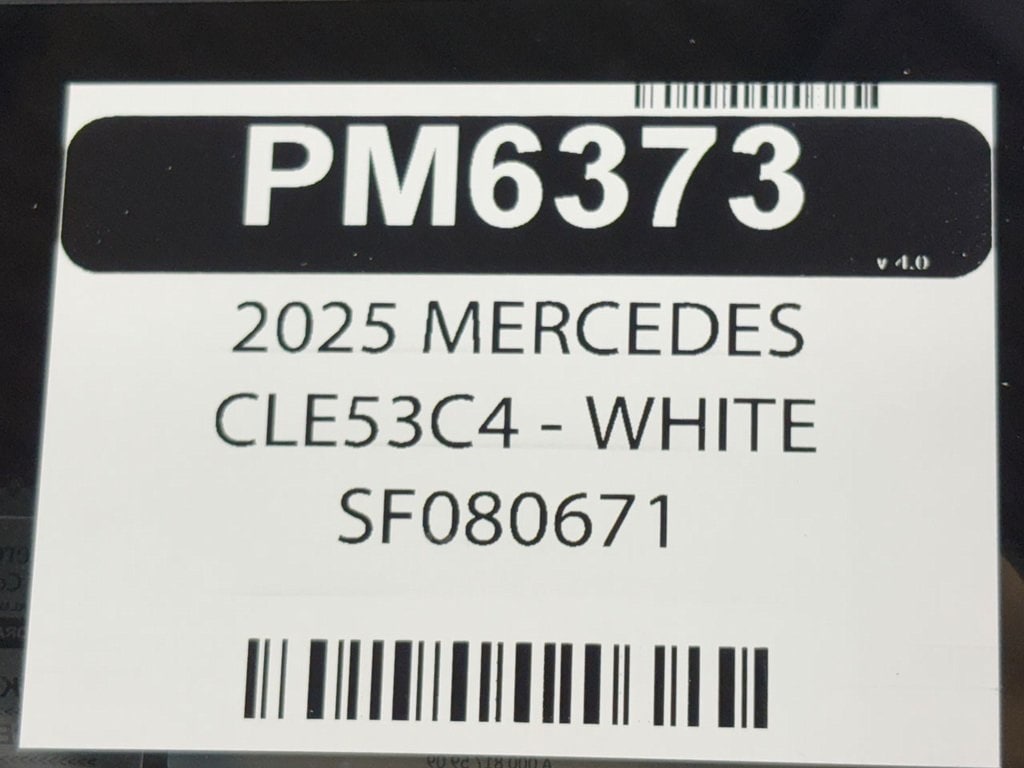 PM6373
v 4.0
2025 MERCEDES
CLE53C4 - WHITE
SF080671